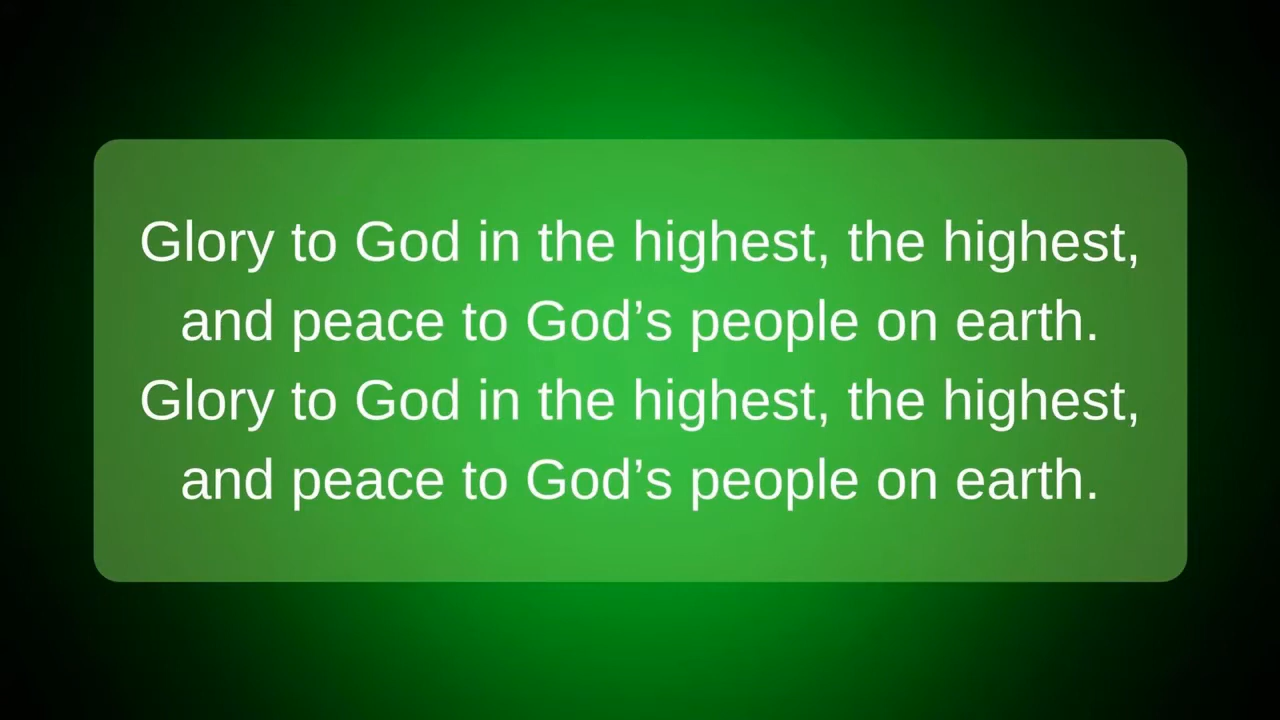 Glory to God in the highest, the highest,
and peace to God’s people on earth.
Glory to God in the highest, the highest,
and peace to God’s people on earth.